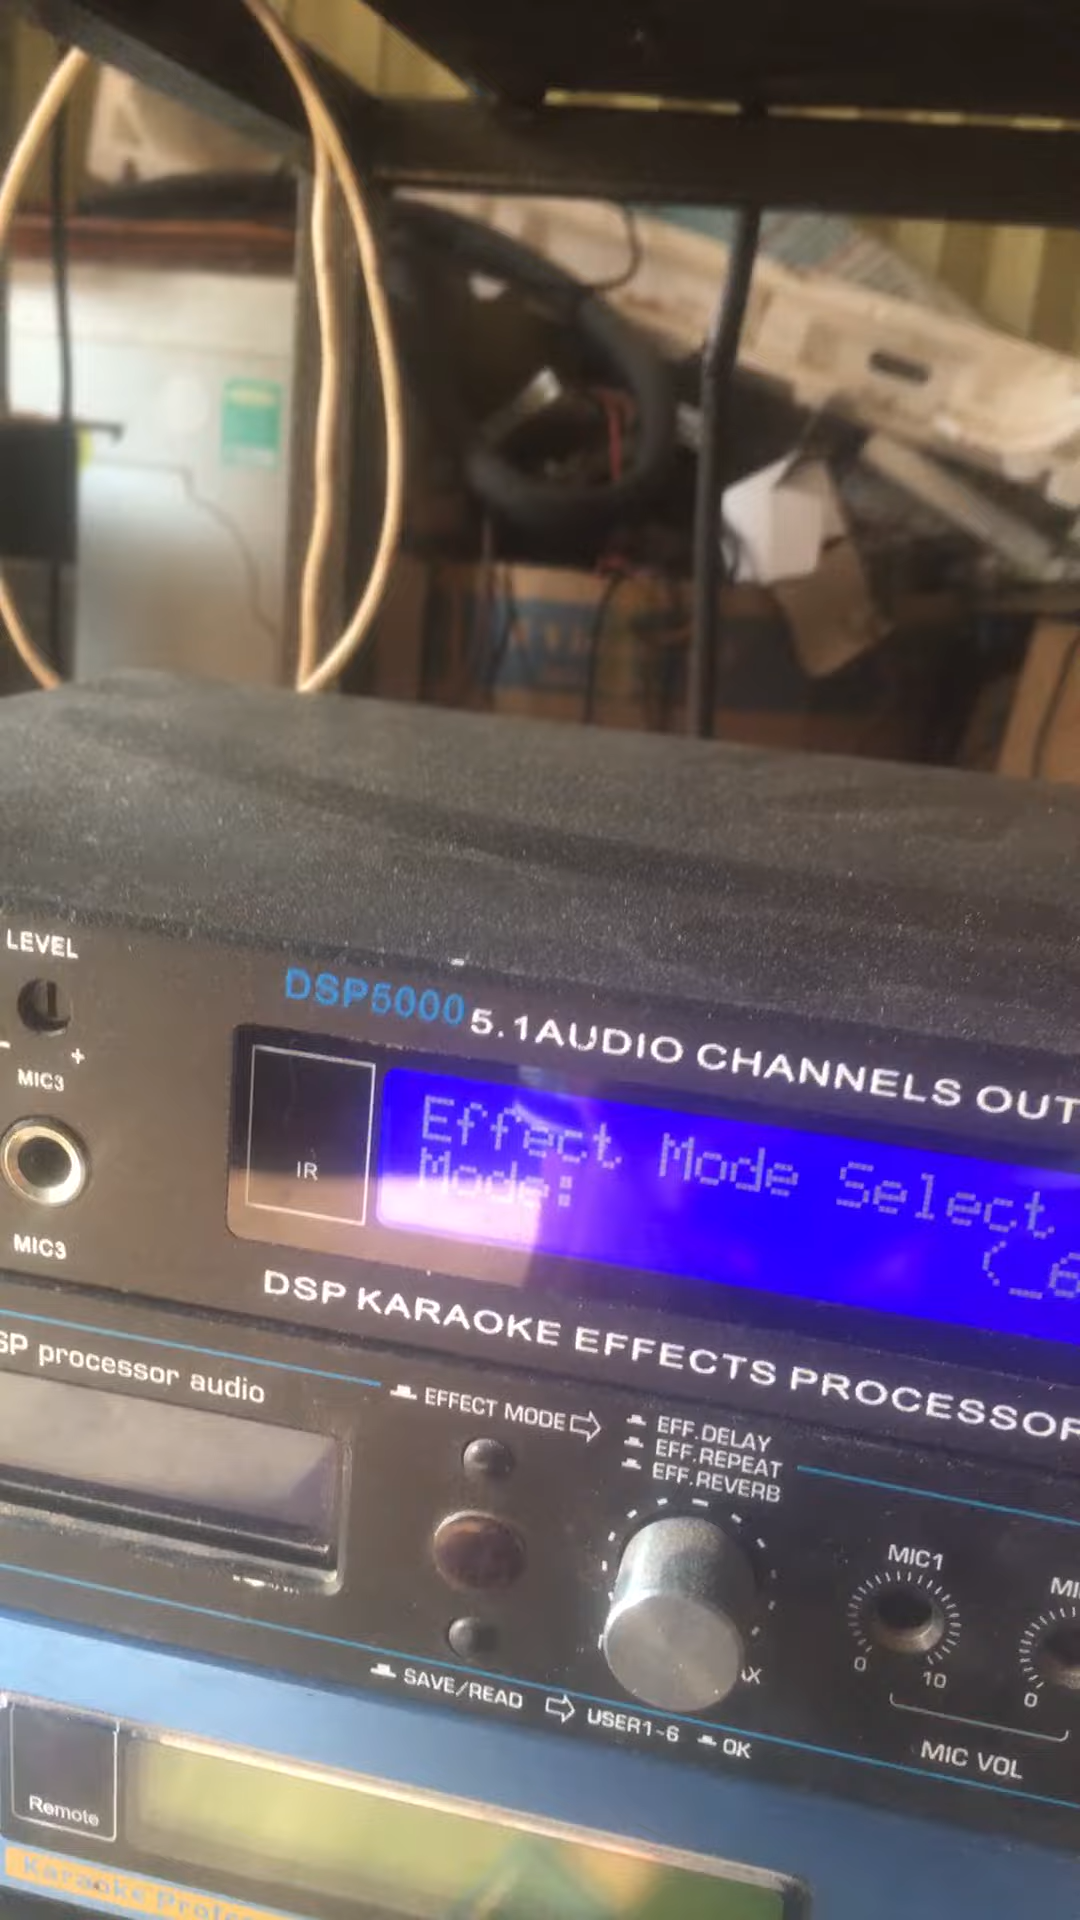 LEVEL
- +
MIC3
MIC3
DSP5000 5.1AUDIO CHANNELS OUT
IR
Effect Mode Select
Mode:
DSP KARAOKE EFFECTS PROCESSOR
SP processor audio
EFFECT MODE
EFF.DELAY
EFF.REPEAT
EFF.REVERB
MIC1
0 10
0
MIC VOL
SAVE/READ USER1~6 OK
Remote
Karaoke